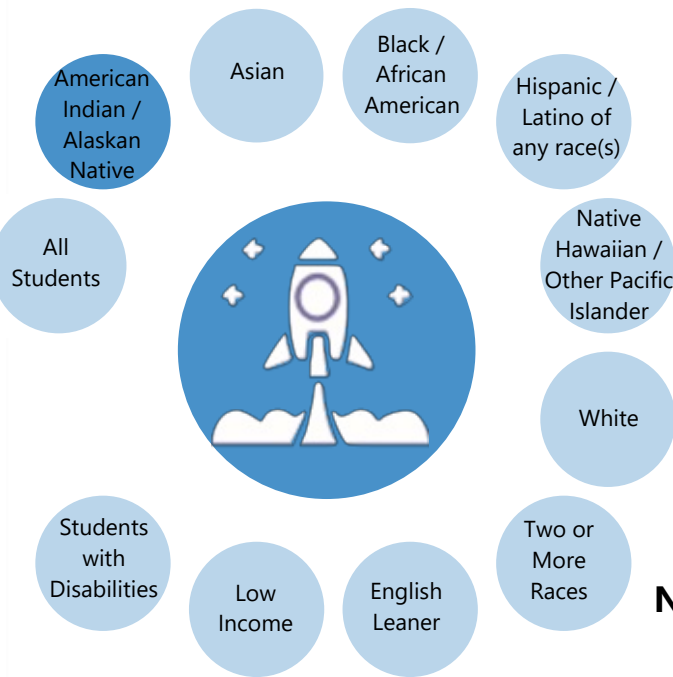 American
Indian /
Alaskan
Native
Asian
Black /
African
American
Hispanic /
Latino of
any race(s)
All
Students
Native
Hawaiian /
Other Pacific
Islander
White
Students
with
Disabilities
Low
Income
English
Leaner
Two or
More
Races
N